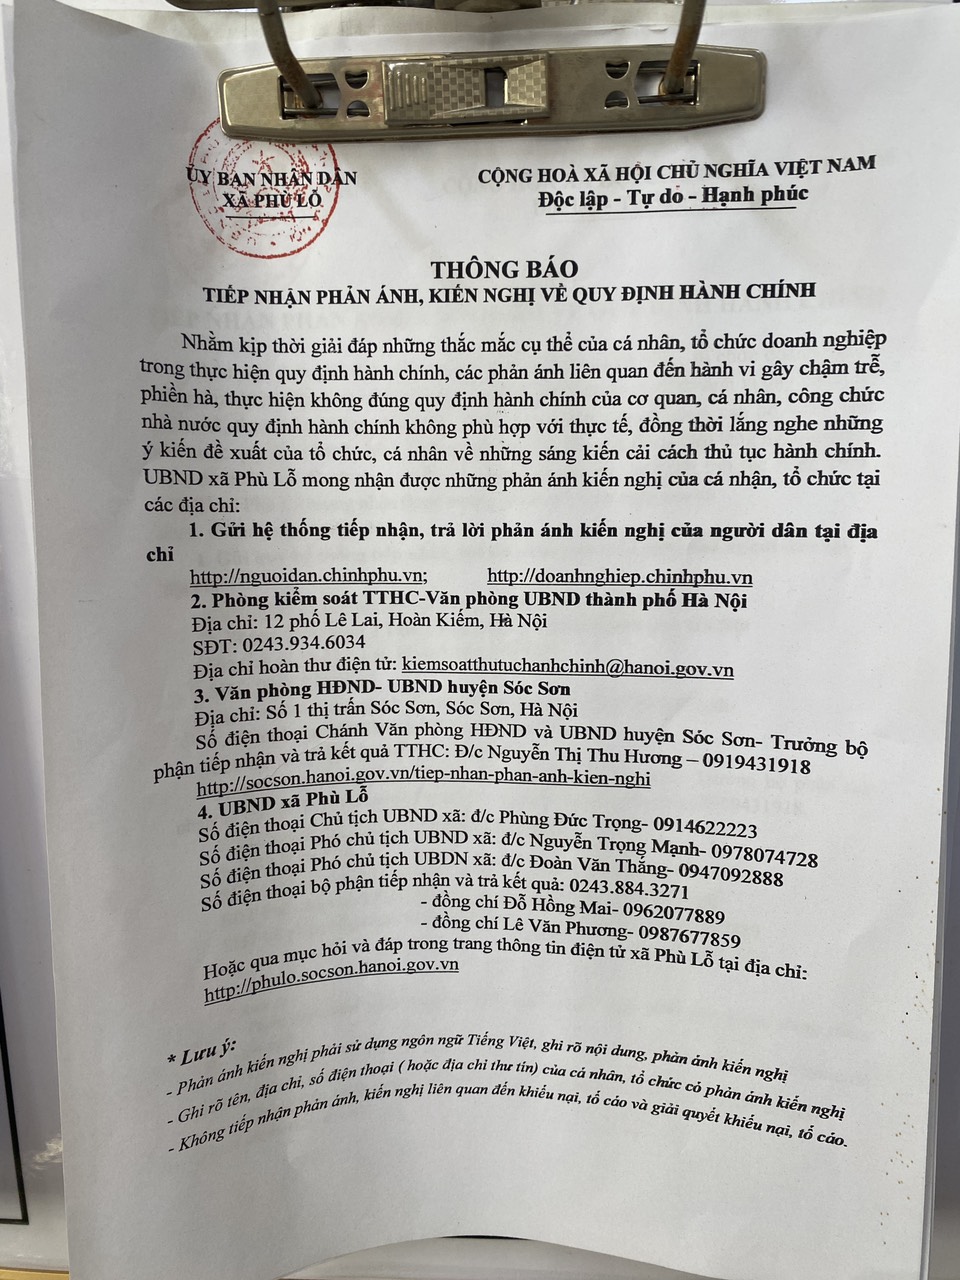 ỦY BAN NHÂN DÂN
XÃ PHÙ LỖ
CỘNG HOÀ XÃ HỘI CHỦ NGHĨA VIỆT NAM
Độc lập - Tự do - Hạnh phúc
THÔNG BÁO
TIẾP NHẬN PHẢN ÁNH, KIẾN NGHỊ VỀ QUY ĐỊNH HÀNH CHÍNH
Nhằm kịp thời giải đáp những thắc mắc cụ thể của cá nhân, tổ chức doanh nghiệp
trong thực hiện quy định hành chính, các phản ánh liên quan đến hành vi gây chậm trễ,
phiền hà, thực hiện không đúng quy định hành chính của cơ quan, cá nhân, công chức
nhà nước quy định hành chính không phù hợp với thực tế, đồng thời lắng nghe những
ý kiến đề xuất của tổ chức, cá nhân về những sáng kiến cải cách thủ tục hành chính.
UBND xã Phù Lỗ mong nhận được những phản ánh kiến nghị của cá nhận, tổ chức tại
các địa chỉ:
1. Gửi hệ thống tiếp nhận, trả lời phản ánh kiến nghị của người dân tại địa
chỉ
http://nguoidan.chinhphu.vn; http://doanhnghiep.chinhphu.vn
2. Phòng kiểm soát TTHC-Văn phòng UBND thành phố Hà Nội
Địa chỉ: 12 phố Lê Lai, Hoàn Kiếm, Hà Nội
SĐT: 0243.934.6034
Địa chỉ hoàn thư điện tử: kiemsoatthutuchanhchinh@hanoi.gov.vn
3. Văn phòng HĐND- UBND huyện Sóc Sơn
Địa chỉ: Số 1 thị trấn Sóc Sơn, Sóc Sơn, Hà Nội
Số điện thoại Chánh Văn phòng HĐND và UBND huyện Sóc Sơn- Trưởng bộ
phận tiếp nhận và trả kết quả TTHC: Đ/c Nguyễn Thị Thu Hương – 0919431918
http://socson.hanoi.gov.vn/tiep-nhan-phan-anh-kien-nghi
4. UBND xã Phù Lỗ
Số điện thoại Chủ tịch UBND xã: đ/c Phùng Đức Trọng- 0914622223
Số điện thoại Phó chủ tịch UBND xã: đ/c Nguyễn Trọng Mạnh- 0978074728
Số điện thoại Phó chủ tịch UBDN xã: đ/c Đoàn Văn Thắng- 0947092888
Số điện thoại bộ phận tiếp nhận và trả kết quả: 0243.884.3271
- đồng chí Đỗ Hồng Mai- 0962077889
- đồng chí Lê Văn Phương- 0987677859
Hoặc qua mục hỏi và đáp trong trang thông tin điện tử xã Phù Lỗ tại địa chỉ:
http://phulo.socson.hanoi.gov.vn
* Lưu ý:
- Phản ánh kiến nghị phải sử dụng ngôn ngữ Tiếng Việt, ghi rõ nội dung, phản ánh kiến nghị
- Ghi rõ tên, địa chỉ, số điện thoại ( hoặc địa chỉ thư tín) của cá nhân, tổ chức có phản ánh kiến nghị
- Không tiếp nhận phản ánh, kiến nghị liên quan đến khiếu nại, tố cáo và giải quyết khiếu nại, tố cáo.